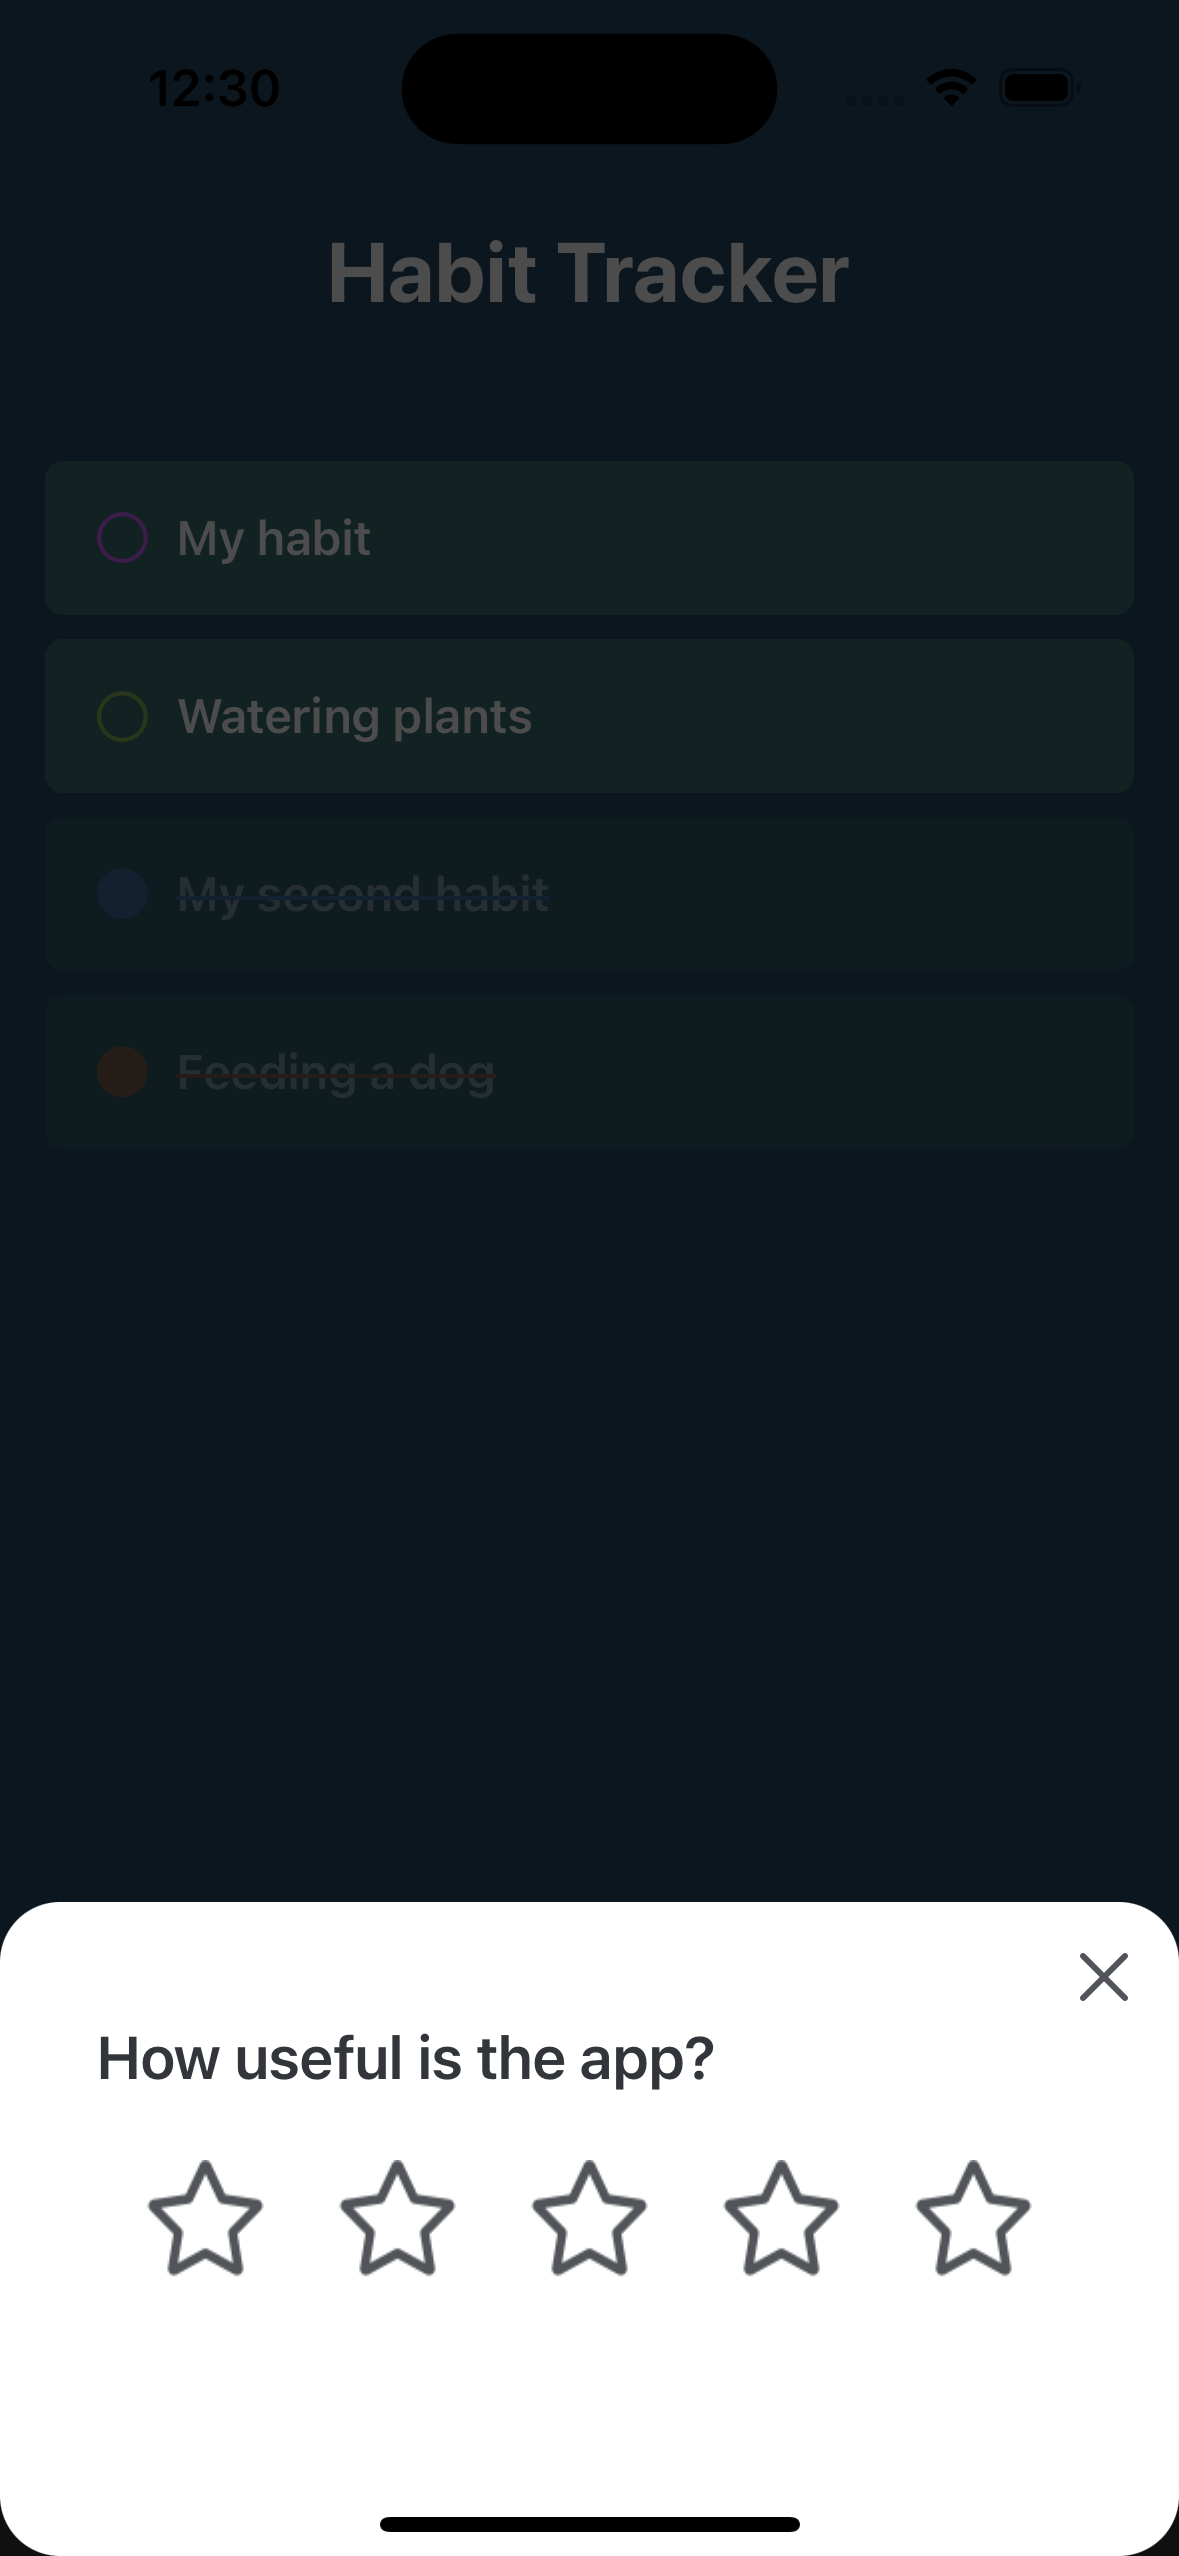 12:30
Habit Tracker
My habit
Watering plants
My second habit
Feeding a dog
How useful is the app?